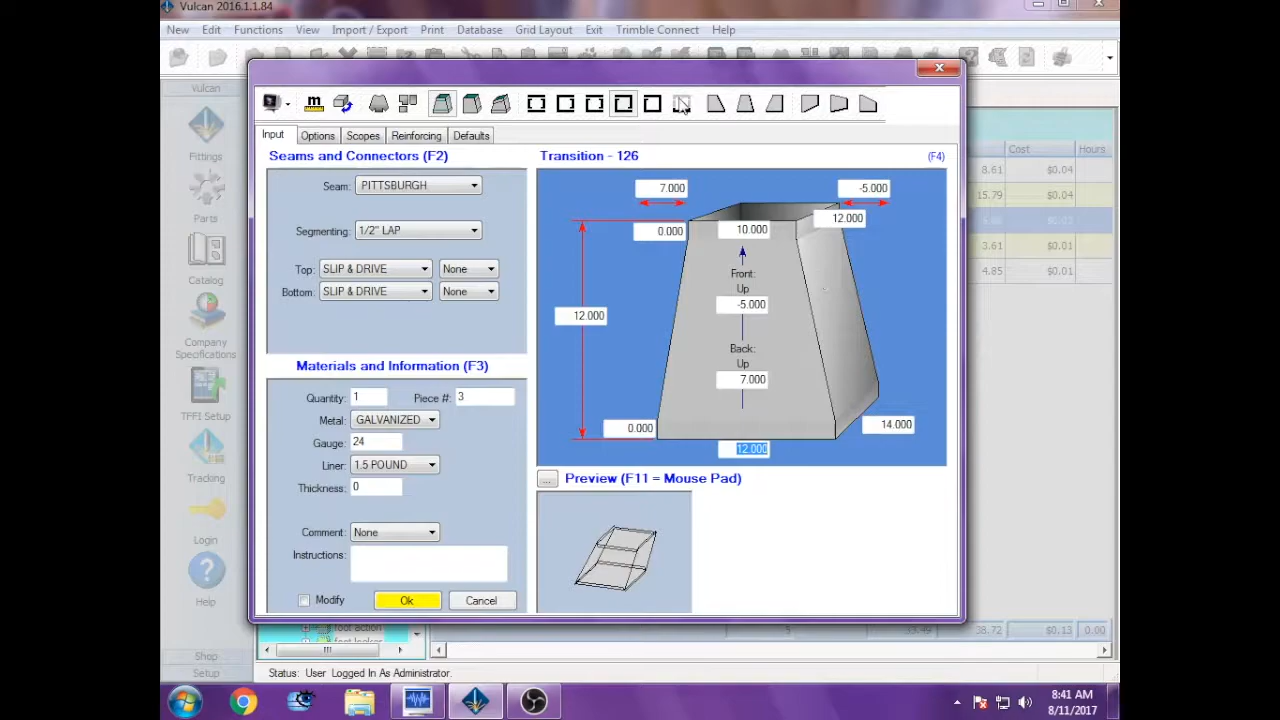 Vulcan 2016.1.1.84
New Edit Functions View Import / Export Print Database Grid Layout Exit Trimble Connect Help
Vulcan
Fittings
Parts
Catalog
Company
Specifications
TFFI Setup
Tracking
Login
Help
Shop
Setup
m
Input Options Scopes Reinforcing Defaults
Seams and Connectors (F2)
Seam: PITTSBURGH
Segmenting: 1/2" LAP
Top: SLIP & DRIVE None
Bottom: SLIP & DRIVE None
Materials and Information (F3)
Quantity: 1 Piece #: 3
Metal: GALVANIZED
Gauge: 24
Liner: 1.5 POUND
Thickness: 0
Comment: None
Instructions:
Modify Ok Cancel
Transition - 126 (F4)
7.000 -5.000
0.000 10.000 12.000
Front:
Up
-5.000
12.000
Back:
Up
7.000
0.000 14.000
12.000
... Preview (F11 = Mouse Pad)
Cost Hours
8.61 $0.04
15.79 $0.04
3.61 $0.01
4.85 $0.01
foot action
foot locker
5 33.49 38.72 $0.13 0.00
Status: User Logged In As Administrator.
8:41 AM
8/11/2017